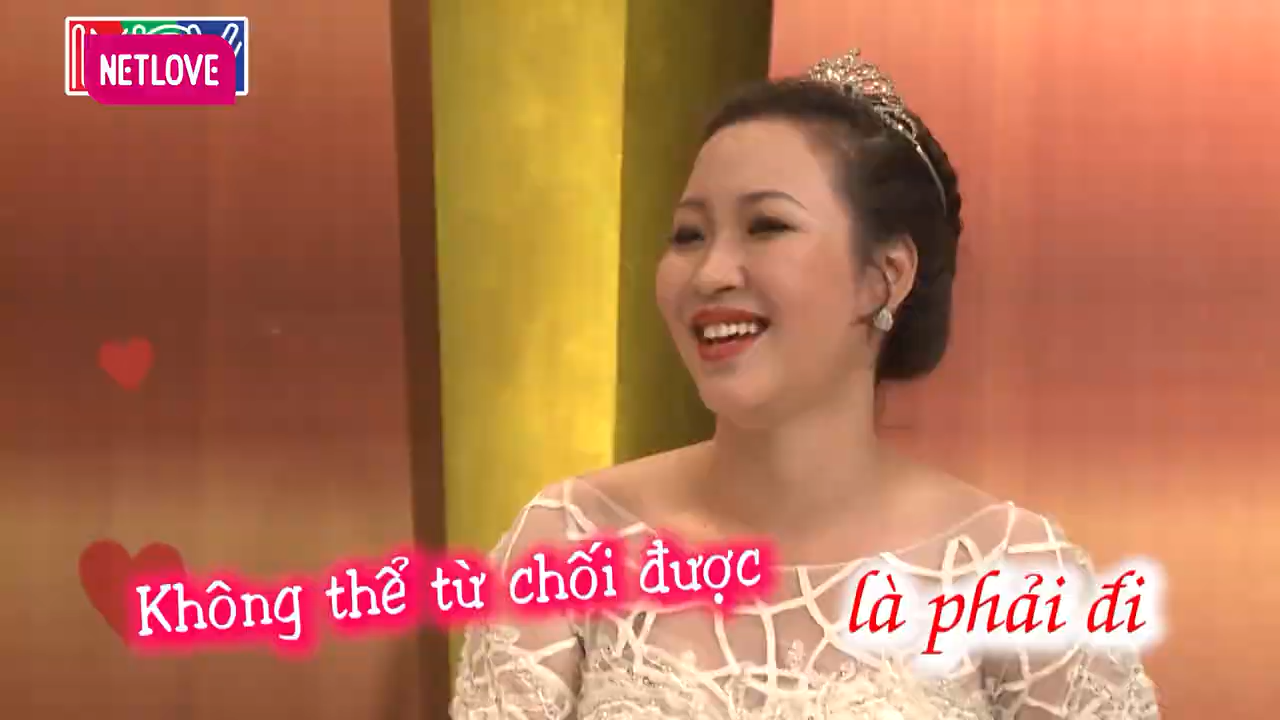 NETLOVE
Không thể từ chối được
là phải đi